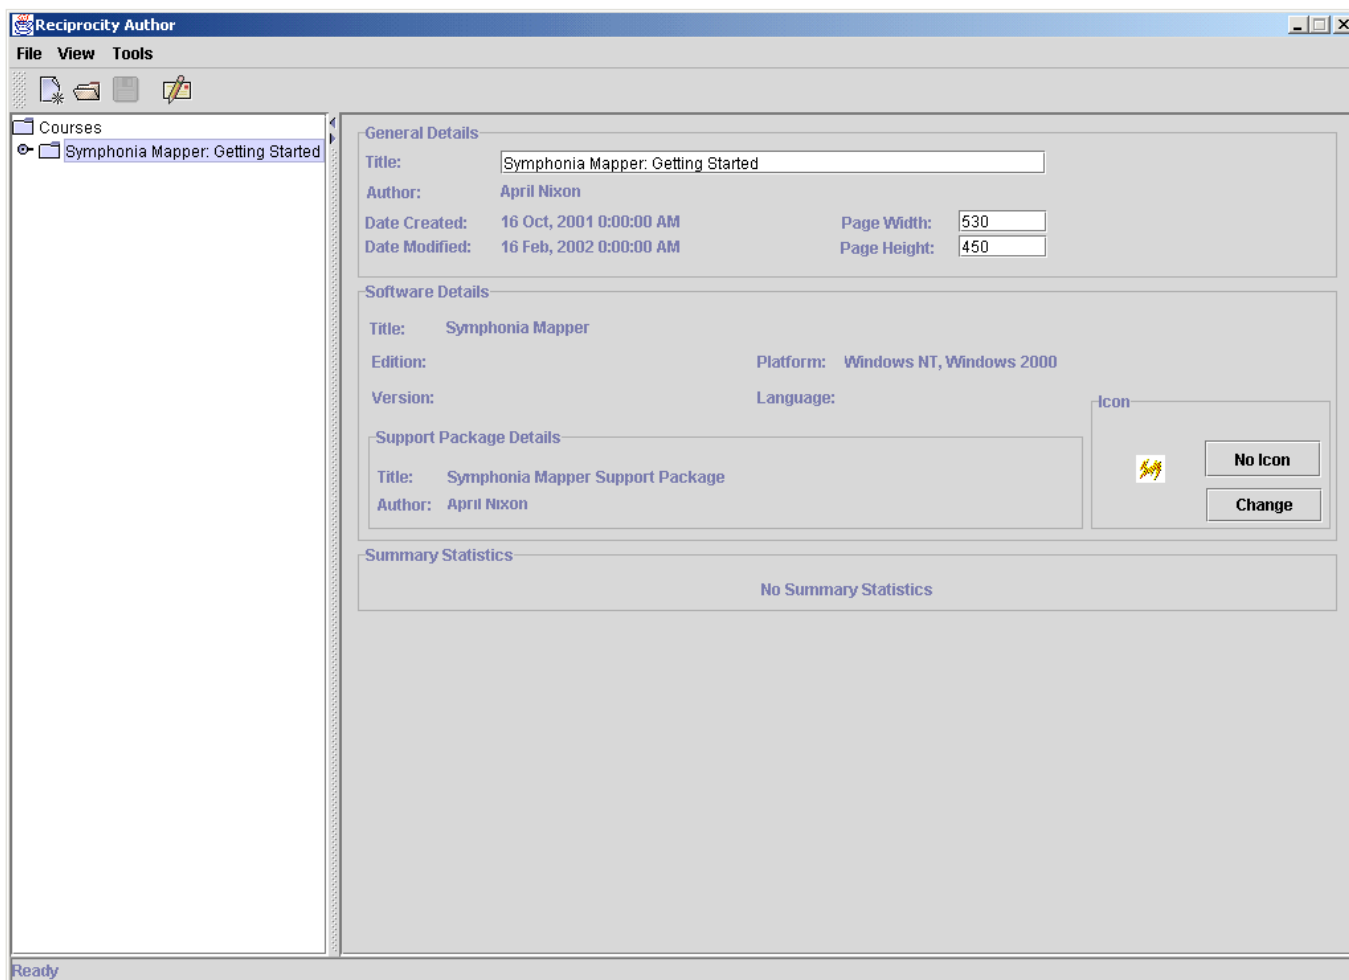 Reciprocity Author
File View Tools
Courses
Symphonia Mapper: Getting Started
General Details
Title: Symphonia Mapper: Getting Started
Author: April Nixon
Date Created: 16 Oct, 2001 0:00:00 AM Page Width: 530
Date Modified: 16 Feb, 2002 0:00:00 AM Page Height: 450
Software Details
Title: Symphonia Mapper
Edition: Platform: Windows NT, Windows 2000
Version: Language:
Icon
Support Package Details
No Icon
Title: Symphonia Mapper Support Package
Author: April Nixon
Change
Summary Statistics
No Summary Statistics
Ready